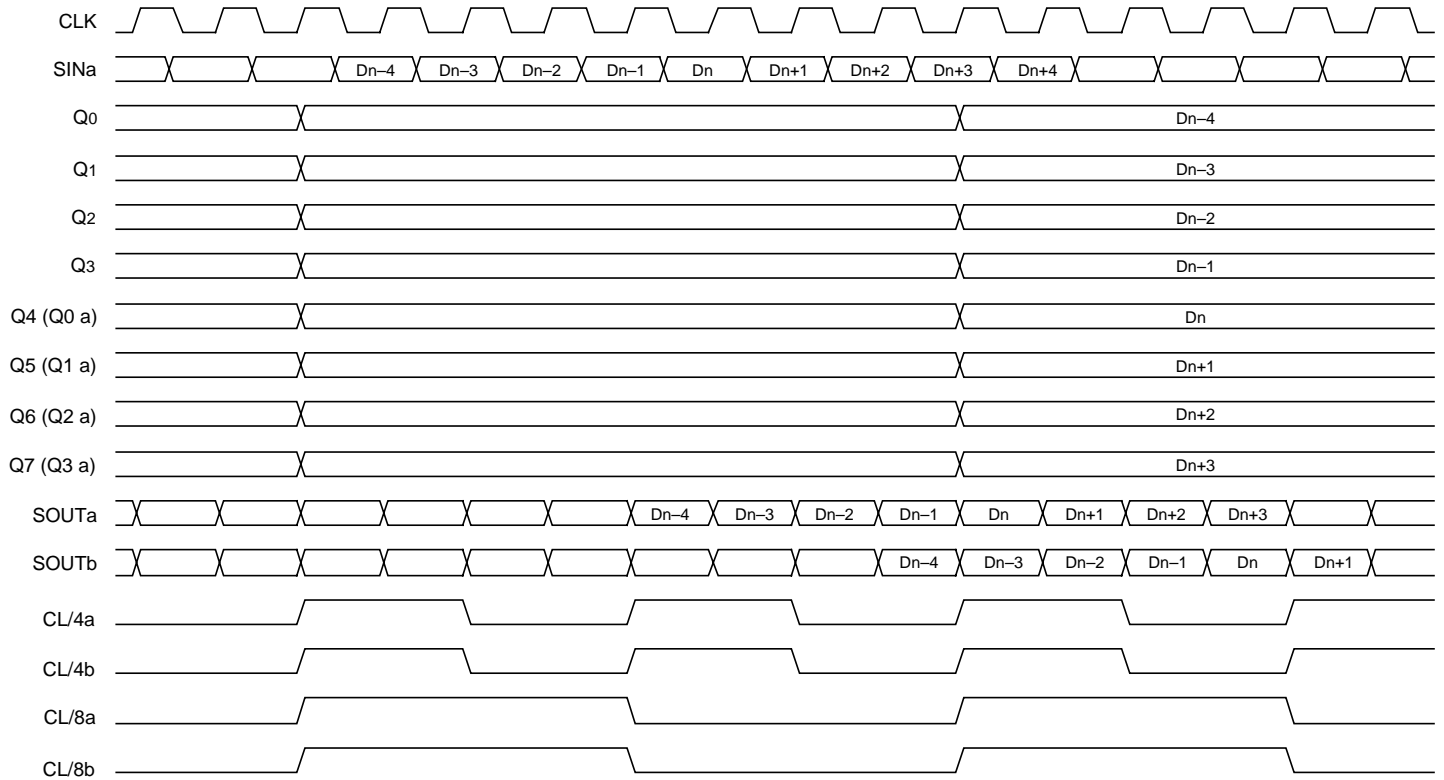 CLK
SINa Dn–4 Dn–3 Dn–2 Dn–1 Dn Dn+1 Dn+2 Dn+3 Dn+4
Q0 Dn–4
Q1 Dn–3
Q2 Dn–2
Q3 Dn–1
Q4 (Q0 a) Dn
Q5 (Q1 a) Dn+1
Q6 (Q2 a) Dn+2
Q7 (Q3 a) Dn+3
SOUTa Dn–4 Dn–3 Dn–2 Dn–1 Dn Dn+1 Dn+2 Dn+3
SOUTb Dn–4 Dn–3 Dn–2 Dn–1 Dn Dn+1
CL/4a
CL/4b
CL/8a
CL/8b